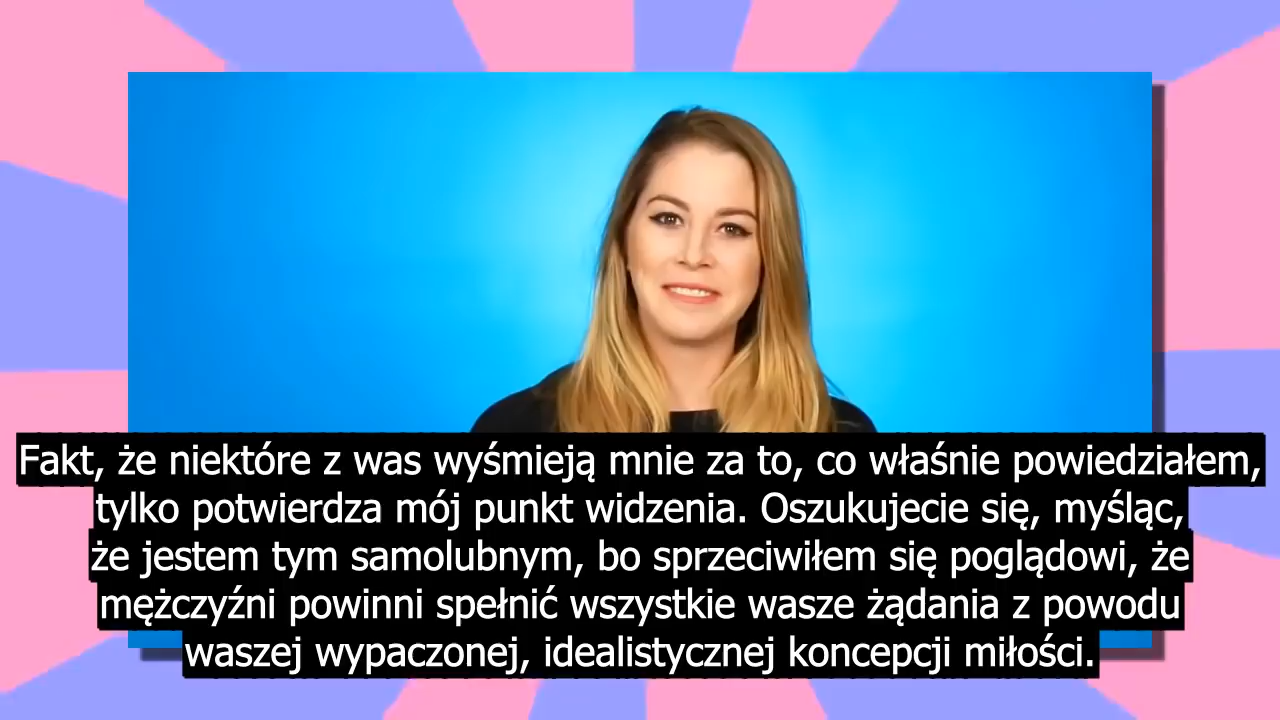 Fakt, że niektóre z was wyśmieją mnie za to, co właśnie powiedziałem,
tylko potwierdza mój punkt widzenia. Oszukujecie się, myśląc,
że jestem tym samolubnym, bo sprzeciwiłem się poglądowi, że
mężczyźni powinni spełnić wszystkie wasze żądania z powodu
waszej wypaczonej, idealistycznej koncepcji miłości.